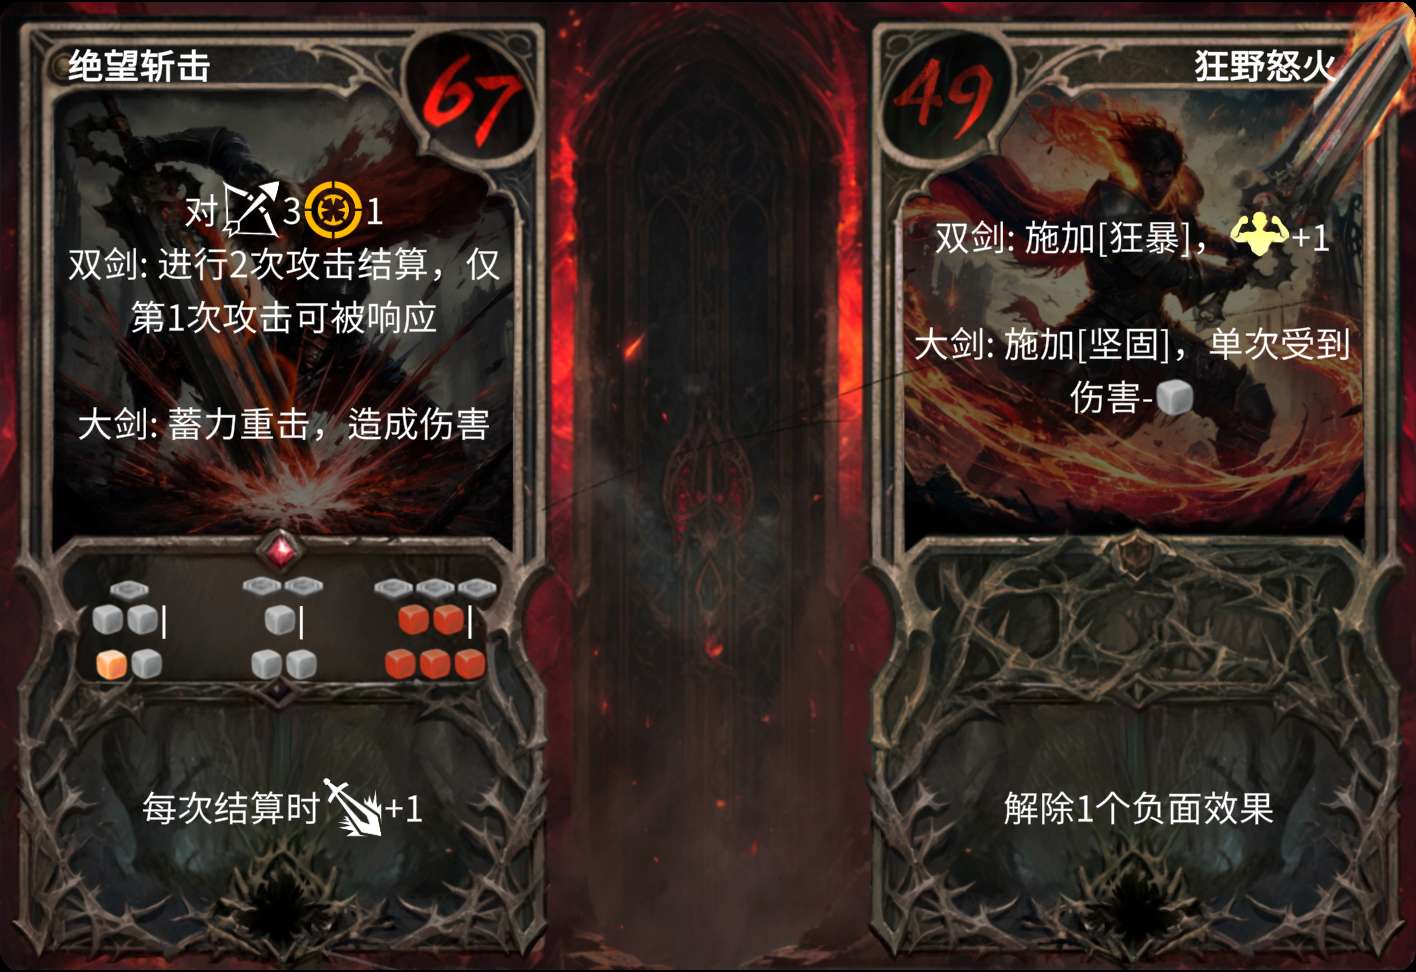 绝望斩击
67
对 3 1
双剑: 进行2次攻击结算，仅
第1次攻击可被响应
大剑: 蓄力重击，造成伤害
每次结算时 +1
49
狂野怒火
双剑: 施加[狂暴]， +1
大剑: 施加[坚固]，单次受到
伤害-
解除1个负面效果